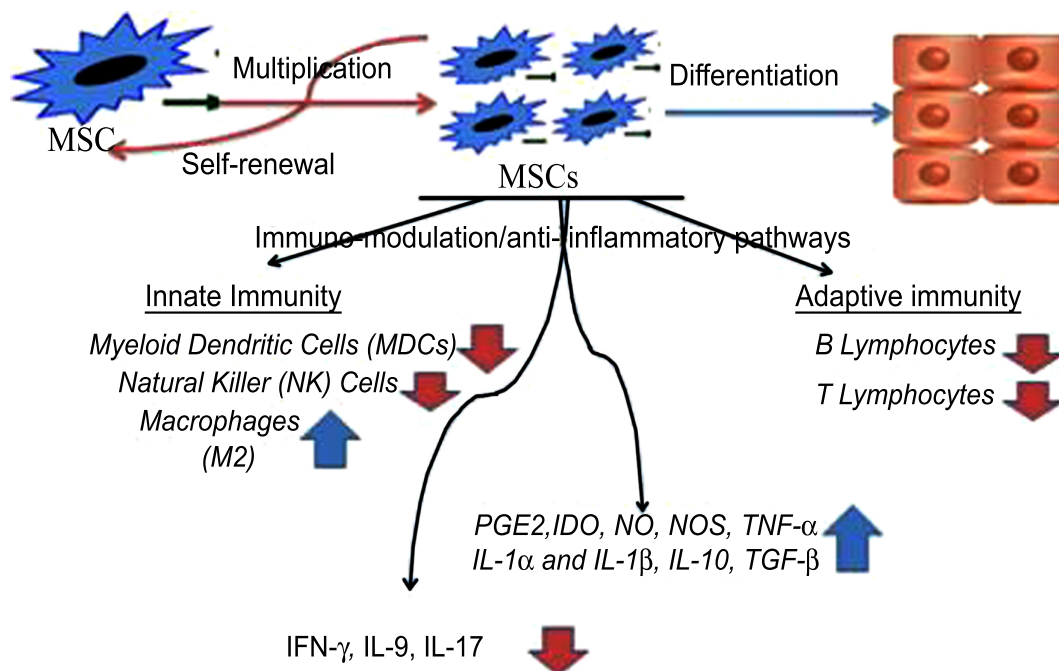 Multiplication
Differentiation
MSC
Self-renewal
MSCs
Immuno-modulation/anti-inflammatory pathways
Innate Immunity
Myeloid Dendritic Cells (MDCs)
Natural Killer (NK) Cells
Macrophages
(M2)
Adaptive immunity
B Lymphocytes
T Lymphocytes
PGE2,IDO, NO, NOS, TNF-α
IL-1α and IL-1β, IL-10, TGF-β
IFN-γ, IL-9, IL-17